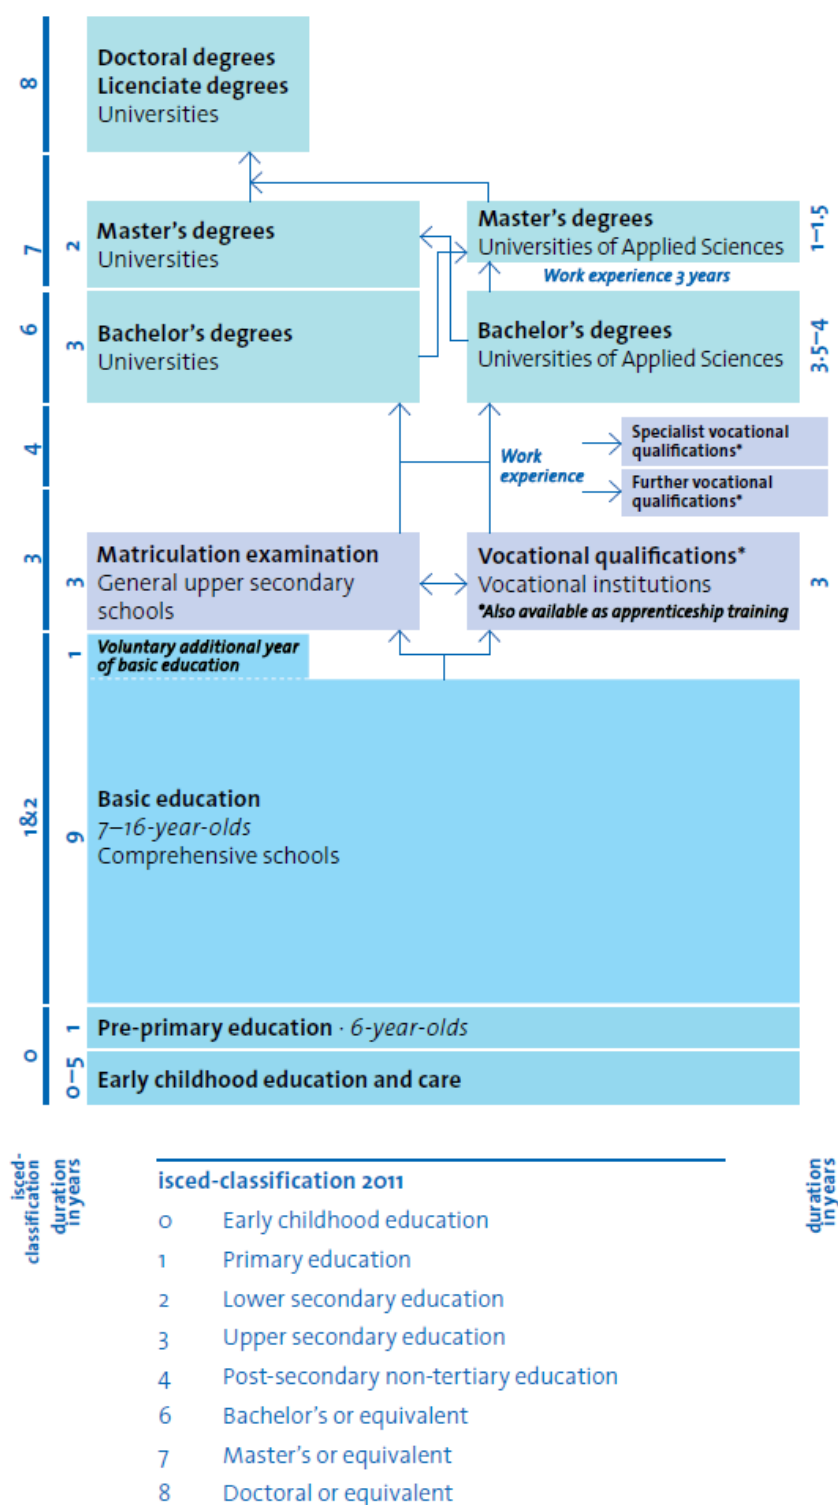 8
Doctoral degrees
Licenciate degrees
Universities
7
2
Master's degrees
Universities
Master's degrees
Universities of Applied Sciences
1–1.5
Work experience 3 years
6
3
Bachelor's degrees
Universities
Bachelor's degrees
Universities of Applied Sciences
3.5–4
4
Work
experience
Specialist vocational
qualifications*
Further vocational
qualifications*
3
3
Matriculation examination
General upper secondary
schools
Vocational qualifications*
Vocational institutions
*Also available as apprenticeship training
3
1
Voluntary additional year
of basic education
1&2
9
Basic education
7–16-year-olds
Comprehensive schools
0
1
Pre-primary education · 6-year-olds
0–5
Early childhood education and care
isced-
classification
duration
in years
duration
in years
isced-classification 2011
0 Early childhood education
1 Primary education
2 Lower secondary education
3 Upper secondary education
4 Post-secondary non-tertiary education
6 Bachelor's or equivalent
7 Master's or equivalent
8 Doctoral or equivalent